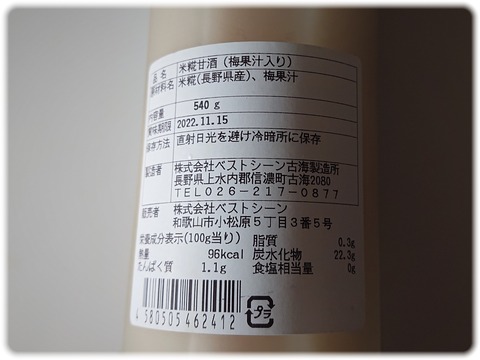 品名 米糀甘酒（梅果汁入り）
原材料名 米糀(長野県産)、梅果汁
内容量 540g
賞味期限 2022.11.15
保存方法 直射日光を避け冷暗所に保存
製造者 株式会社ベストシーン古海製造所
長野県上水内郡信濃町古海2080
TEL026-217-0877
販売者 株式会社ベストシーン
和歌山市小松原５丁目３番５号
栄養成分表示(100g当り) 脂質 0.3g
熱量 96kcal 炭水化物 22.3g
たんぱく質 1.1g 食塩相当量 0g
4580505462412
プラ